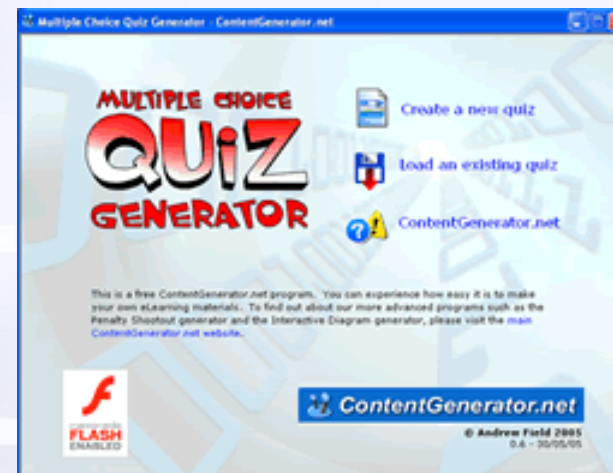 Multiple Choice Quiz Generator - ContentGenerator.net
MULTIPLE CHOICE
QUiZ
GENERATOR
Create a new quiz
Load an existing quiz
ContentGenerator.net
This is a free ContentGenerator.net program. You can experience how easy it is to make
your own eLearning materials. To find out about our more advanced programs such as the
Penalty Shootout generator and the Interactive Diagram generator, please visit the main
ContentGenerator.net website.
FLASH
ENABLED
ContentGenerator.net
© Andrew Field 2005
0.6 - 30/05/05